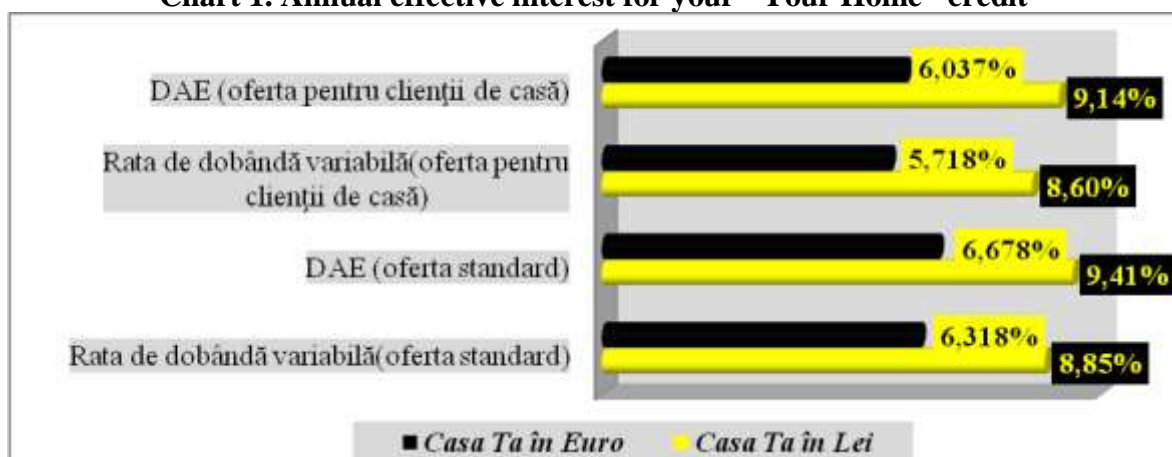 Chart 1. Annual effective interest for your "Your Home" credit
DAE (oferta pentru clienții de casă)
6,037%
9,14%
Rata de dobândă variabilă(oferta pentru
clienții de casă)
5,718%
8,60%
DAE (oferta standard)
6,678%
9,41%
Rata de dobândă variabilă(oferta standard)
6,318%
8,85%
Casa Ta în Euro
Casa Ta în Lei